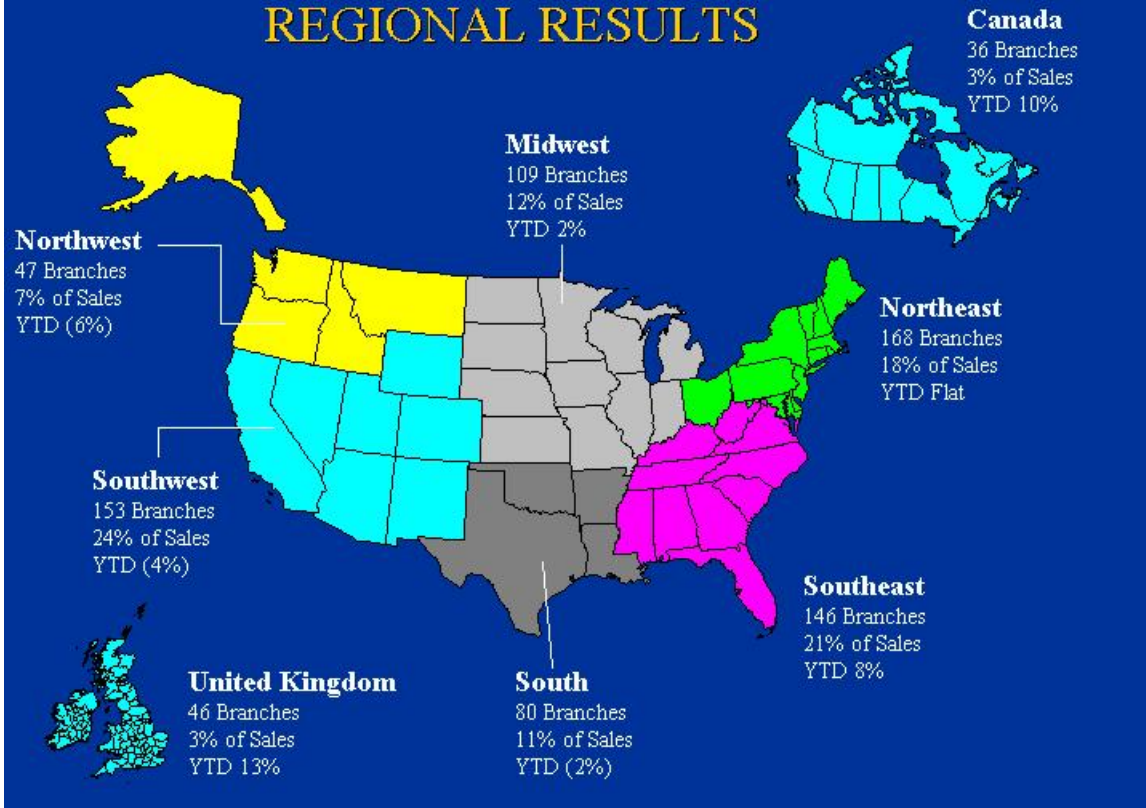 REGIONAL RESULTS
Canada
36 Branches
3% of Sales
YTD 10%
Midwest
109 Branches
12% of Sales
YTD 2%
Northwest
47 Branches
7% of Sales
YTD (6%)
Northeast
168 Branches
18% of Sales
YTD Flat
Southwest
153 Branches
24% of Sales
YTD (4%)
Southeast
146 Branches
21% of Sales
YTD 8%
United Kingdom
46 Branches
3% of Sales
YTD 13%
South
80 Branches
11% of Sales
YTD (2%)